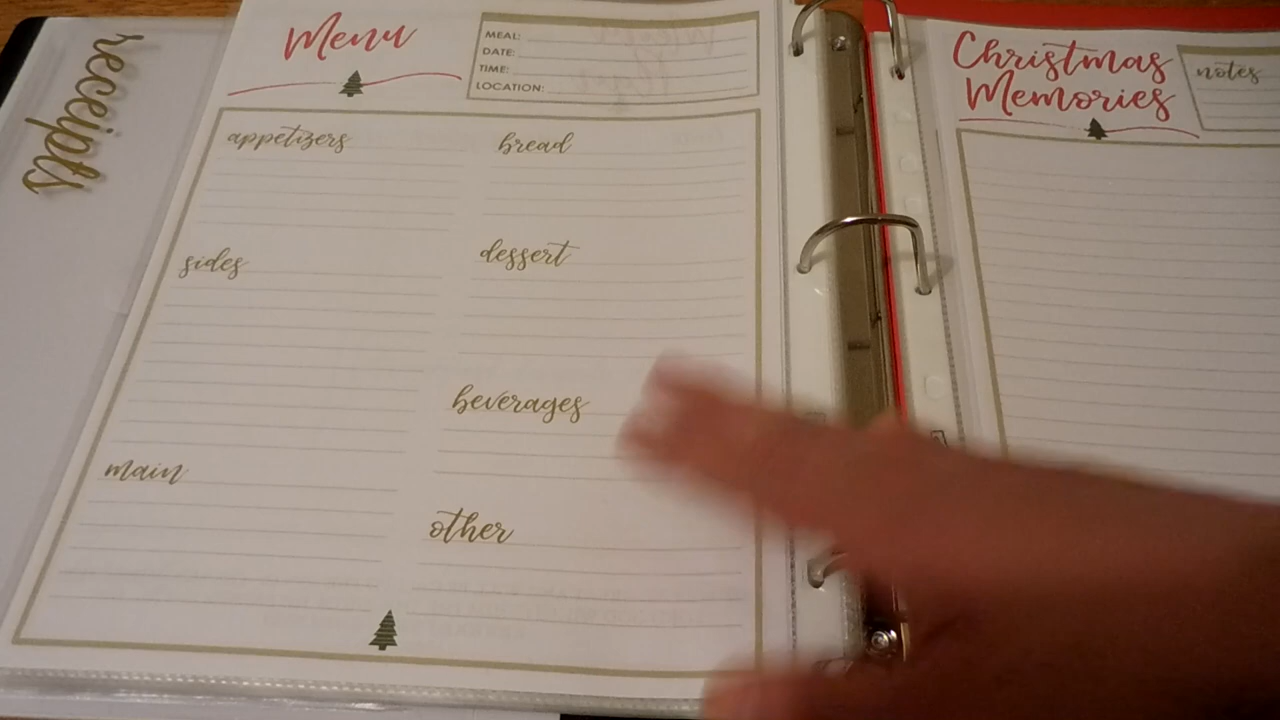 receipts
Menu
MEAL:
DATE:
TIME:
LOCATION:
appetizers
bread
sides
dessert
beverages
main
other
Christmas
Memories
notes